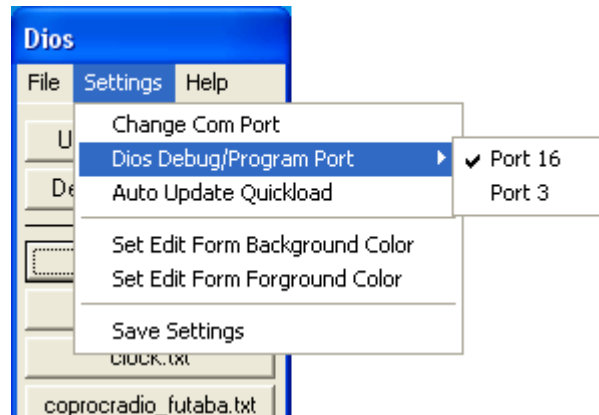 Dios
File Settings Help
Change Com Port
Dios Debug/Program Port
Port 16
Port 3
Auto Update Quickload
Set Edit Form Background Color
Set Edit Form Forground Color
Save Settings
clock.txt
coprocradio_futaba.txt